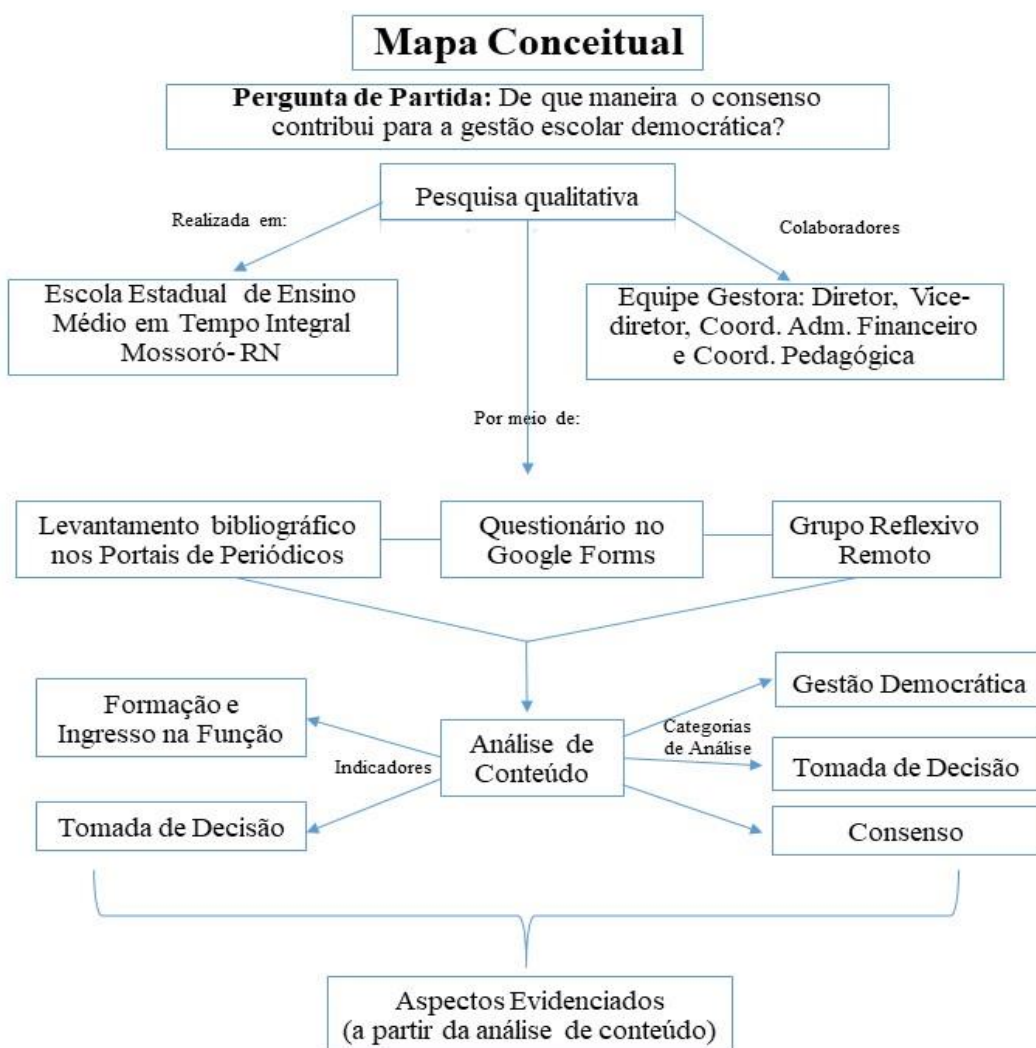 Mapa Conceitual
Pergunta de Partida: De que maneira o consenso
contribui para a gestão escolar democrática?
Pesquisa qualitativa
Realizada em:
Colaboradores
Escola Estadual de Ensino
Médio em Tempo Integral
Mossoró- RN
Equipe Gestora: Diretor, Vice-
diretor, Coord. Adm. Financeiro
e Coord. Pedagógica
Por meio de:
Levantamento bibliográfico
nos Portais de Periódicos
Questionário no
Google Forms
Grupo Reflexivo
Remoto
Formação e
Ingresso na Função
Indicadores
Tomada de Decisão
Análise de
Conteúdo
Categorias
de Análise
Gestão Democrática
Tomada de Decisão
Consenso
Aspectos Evidenciados
(a partir da análise de conteúdo)